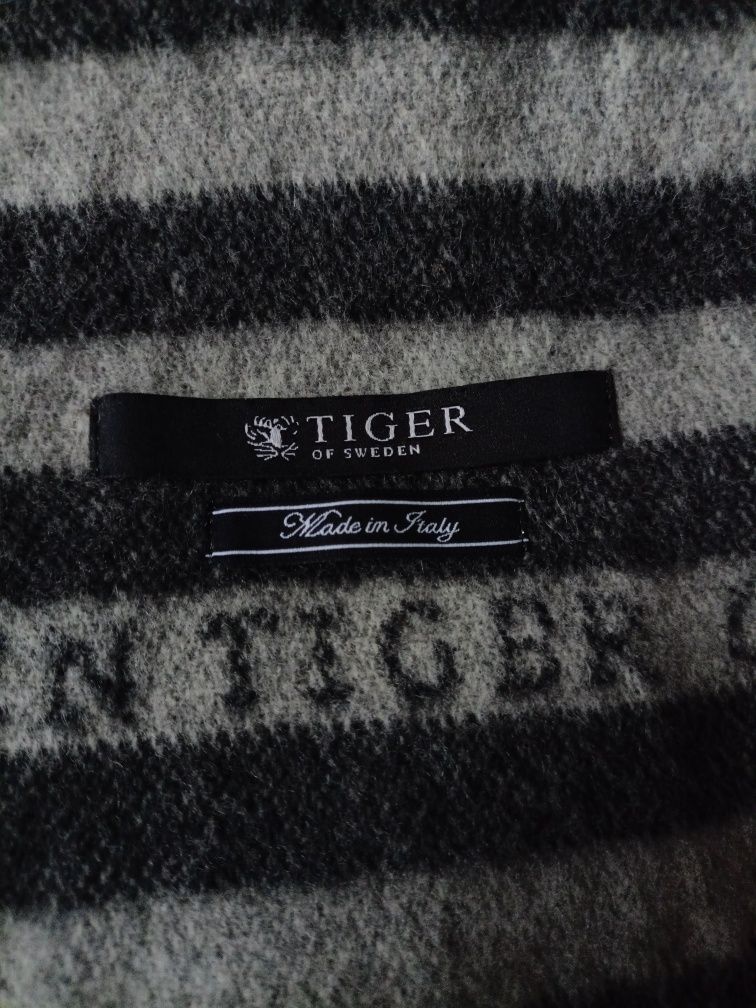 TIGER
OF SWEDEN
Made in Italy
N TIGER